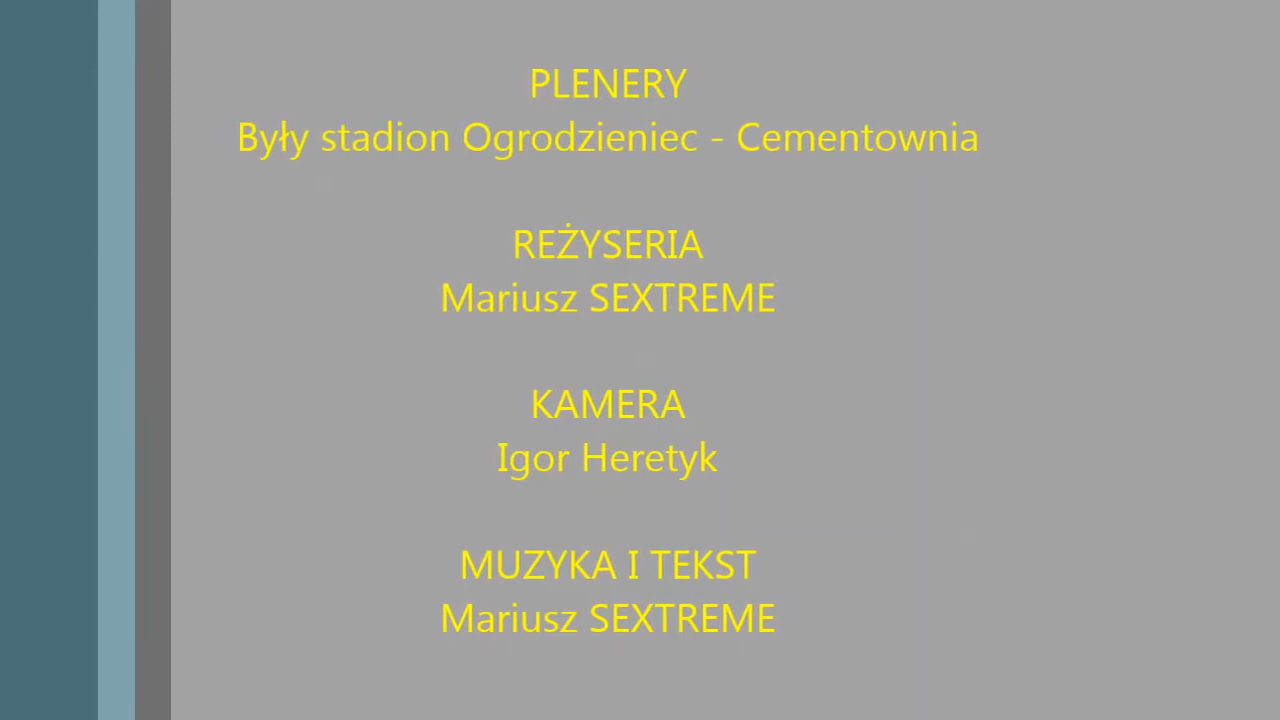 PLENERY
Były stadion Ogrodzieniec - Cementownia
REŻYSERIA
Mariusz SEXTREME
KAMERA
Igor Heretyk
MUZYKA I TEKST
Mariusz SEXTREME